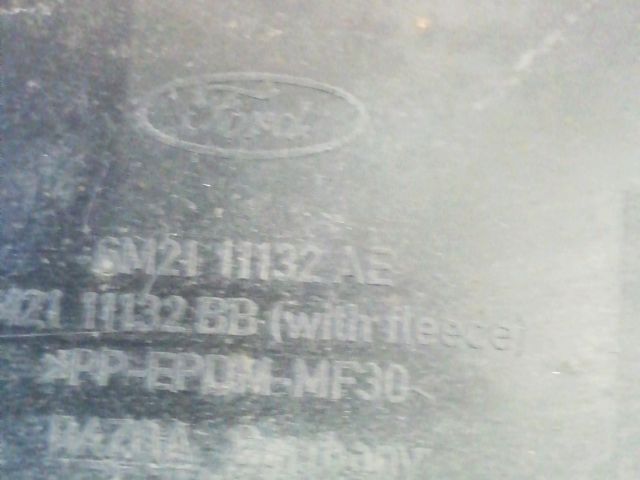 Ford
6M21 11132 AE
M21 11132 BB (with fleece)
>PP-EPDM-MF30<